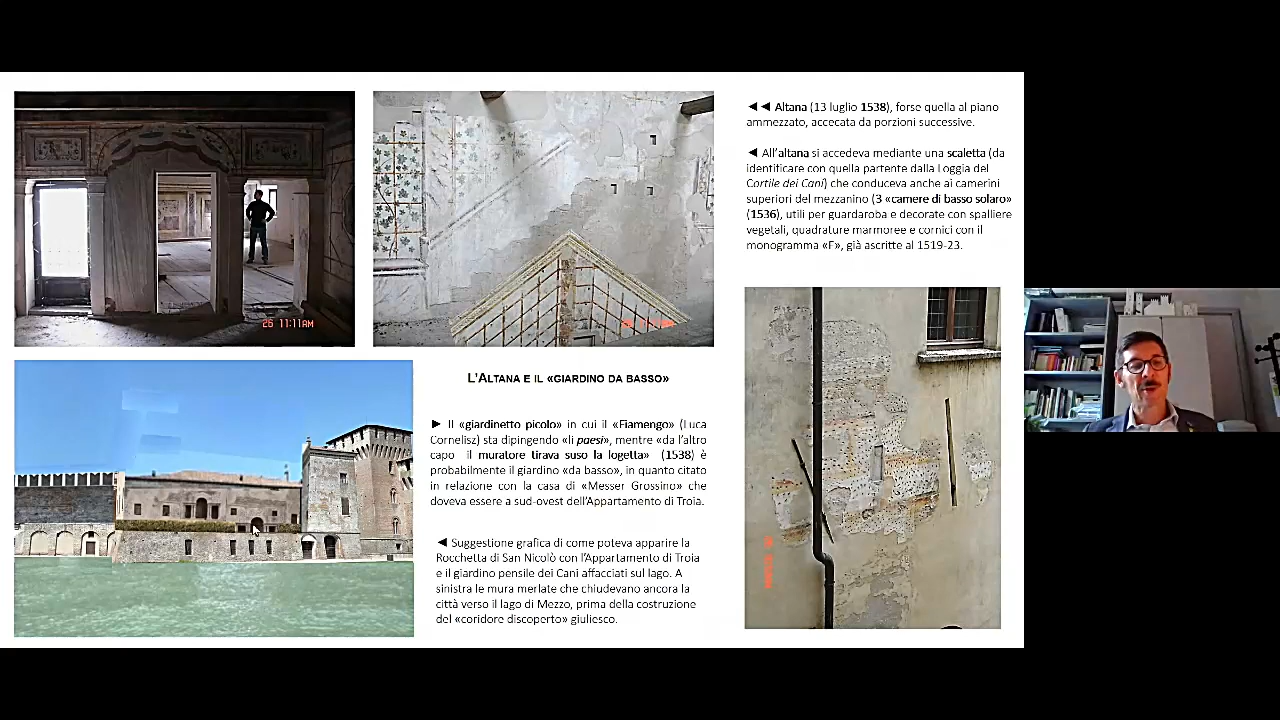 ◄◄ Altana (13 luglio 1538), forse quella al piano
ammezzato, accecata da porzioni successive.
◄ All'altana si accedeva mediante una scaletta (da
identificare con quella partente dalla Loggia del
Cortile dei Cani) che conduceva anche ai camerini
superiori del mezzanino (3 «camere di basso solaro»
(1536), utili per guardaroba e decorate con spalliere
vegetali, quadrature marmoree e cornici con il
monogramma «F», già ascritte al 1519-23.
26 11:11AM
L'ALTANA E IL «GIARDINO DA BASSO»
► Il «giardinetto picolo» in cui il «Fiamengo» (Luca
Cornelisz) sta dipingendo «li paesi», mentre «da l'altro
capo il muratore tirava suso la logetta» (1538) è
probabilmente il giardino «da basso», in quanto citato
in relazione con la casa di «Messer Grossino» che
doveva essere a sud-ovest dell'Appartamento di Troia.
◄ Suggestione grafica di come poteva apparire la
Rocchetta di San Nicolò con l'Appartamento di Troia
e il giardino pensile dei Cani affacciati sul lago. A
sinistra le mura merlate che chiudevano ancora la
città verso il lago di Mezzo, prima della costruzione
del «coridore discoperto» giuliesco.